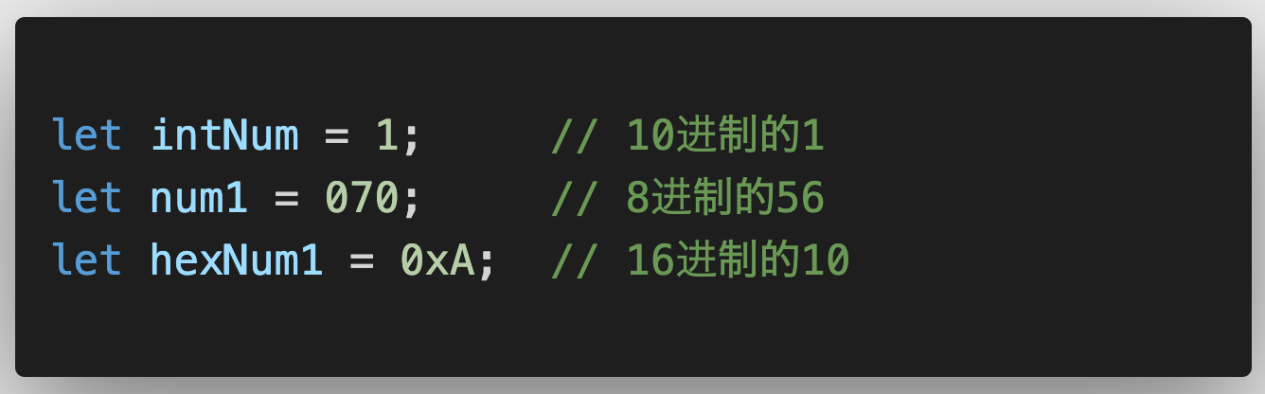 let intNum = 1;     // 10进制的1
let num1 = 070;     // 8进制的56
let hexNum1 = 0xA;  // 16进制的10